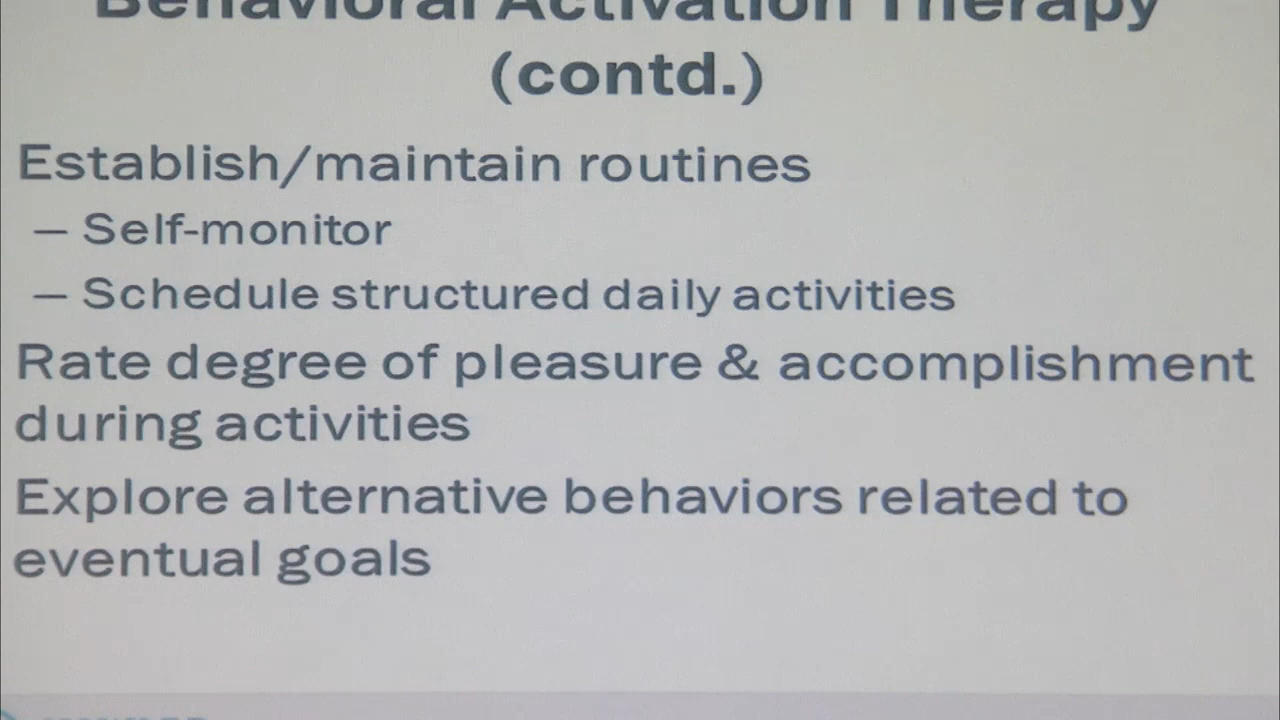 Behavioral Activation Therapy
(contd.)
Establish/maintain routines
– Self-monitor
– Schedule structured daily activities
Rate degree of pleasure & accomplishment
during activities
Explore alternative behaviors related to
eventual goals